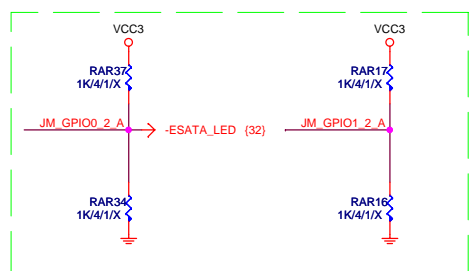 VCC3
VCC3
RAR37
1K/4/1/X
RAR17
1K/4/1/X
JM_GPIO0_2_A
-ESATA_LED {32}
JM_GPIO1_2_A
RAR34
1K/4/1/X
RAR16
1K/4/1/X